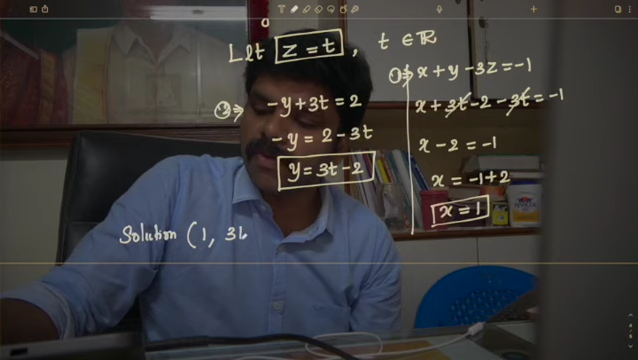 Let z = t, t ∈ ℝ
② ⇒ -y + 3t = 2
-y = 2 - 3t
y = 3t - 2
① ⇒ x + y - 3z = -1
x + 3t - 2 - 3t = -1
x - 2 = -1
x = -1 + 2
x = 1
Solution (1, 3t